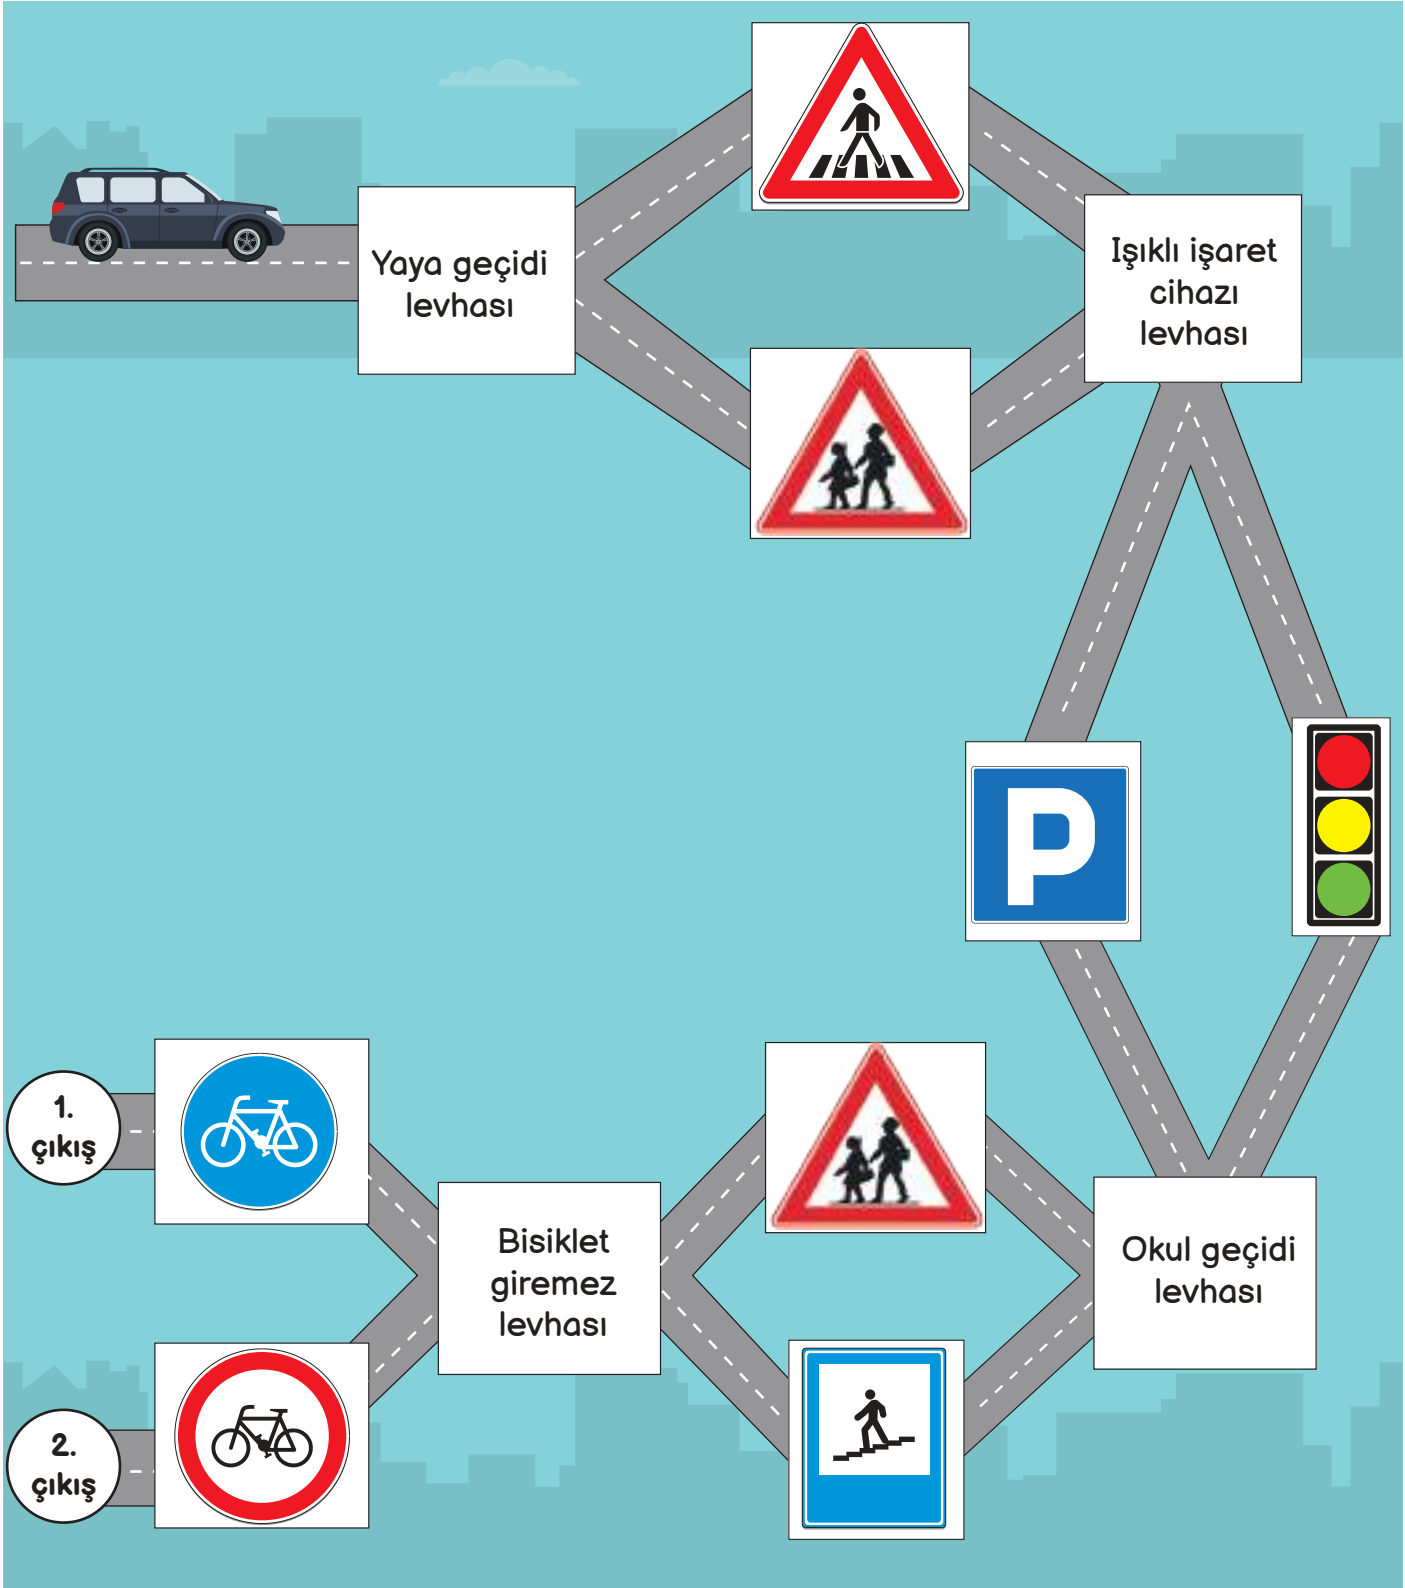 Yaya geçidi
levhası
Işıklı işaret
cihazı
levhası
P
1.
çıkış
Bisiklet
giremez
levhası
Okul geçidi
levhası
2.
çıkış